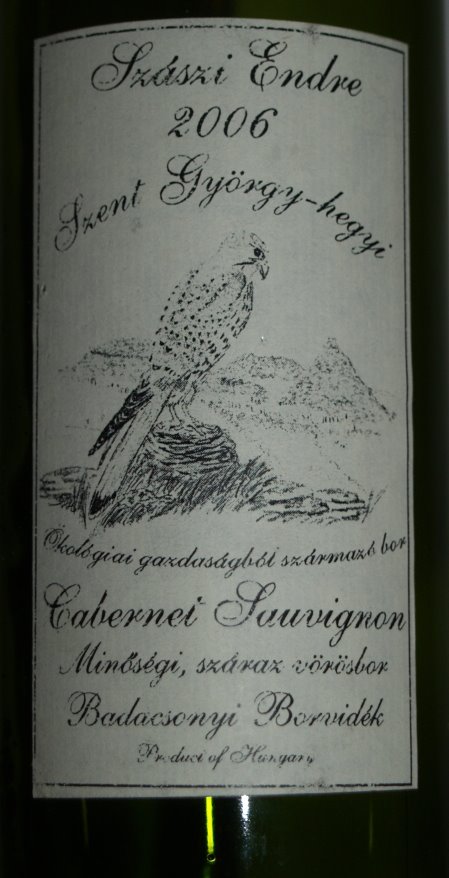 Szászi Endre
2006
Szent György-hegyi
Ökológiai gazdaságból származó bor
Cabernet Sauvignon
Minőségi, száraz vörösbor
Badacsonyi Borvidék
Product of Hungary